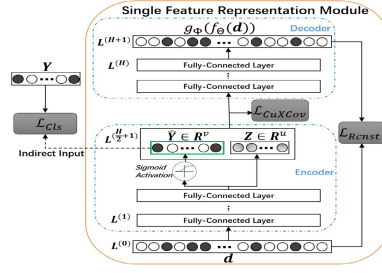 Single Feature Representation Module
g_Φ(f_Θ(d))
Decoder
L^(H+1)
L^(H)
Fully-Connected Layer
Fully-Connected Layer
Y
ℒ_Cls
ℒ_CuXCov
ℒ_Rcnst
Indirect Input
L^(H/2+1)
Ŷ ∈ R^v
Z ∈ R^u
Sigmoid
Activation
Encoder
Fully-Connected Layer
L^(1)
Fully-Connected Layer
L^(0)
d